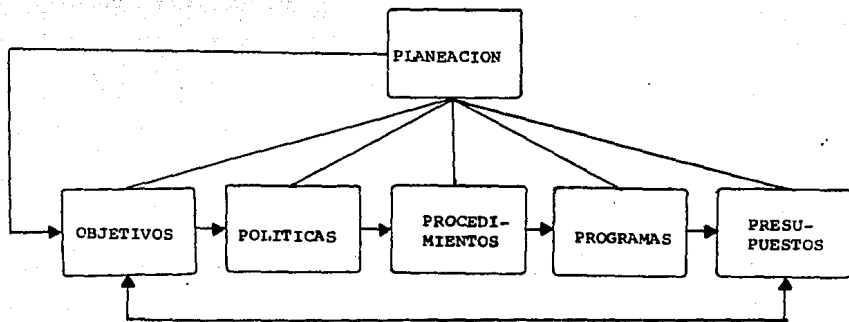 PLANEACION
OBJETIVOS
POLITICAS
PROCEDI-
MIENTOS
PROGRAMAS
PRESU-
PUESTOS